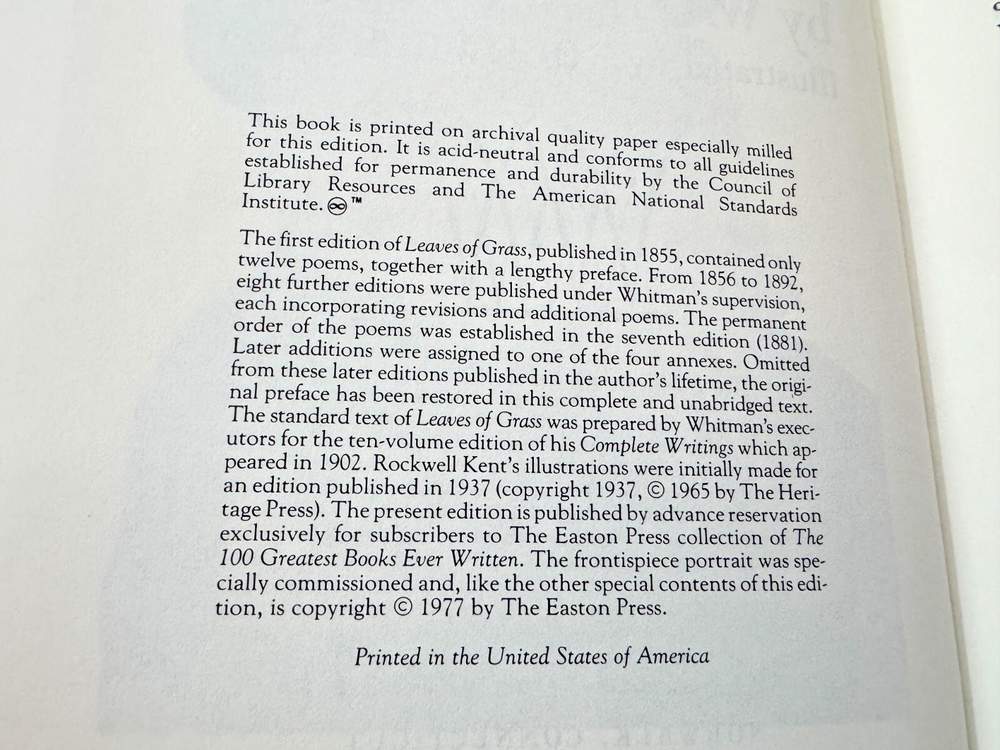 This book is printed on archival quality paper especially milled
for this edition. It is acid-neutral and conforms to all guidelines
established for permanence and durability by the Council of
Library Resources and The American National Standards
Institute. ♾™
The first edition of Leaves of Grass, published in 1855, contained only
twelve poems, together with a lengthy preface. From 1856 to 1892,
eight further editions were published under Whitman's supervision,
each incorporating revisions and additional poems. The permanent
order of the poems was established in the seventh edition (1881).
Later additions were assigned to one of the four annexes. Omitted
from these later editions published in the author's lifetime, the origi-
nal preface has been restored in this complete and unabridged text.
The standard text of Leaves of Grass was prepared by Whitman's exec-
utors for the ten-volume edition of his Complete Writings which ap-
peared in 1902. Rockwell Kent's illustrations were initially made for
an edition published in 1937 (copyright 1937, © 1965 by The Heri-
tage Press). The present edition is published by advance reservation
exclusively for subscribers to The Easton Press collection of The
100 Greatest Books Ever Written. The frontispiece portrait was spe-
cially commissioned and, like the other special contents of this edi-
tion, is copyright © 1977 by The Easton Press.
Printed in the United States of America